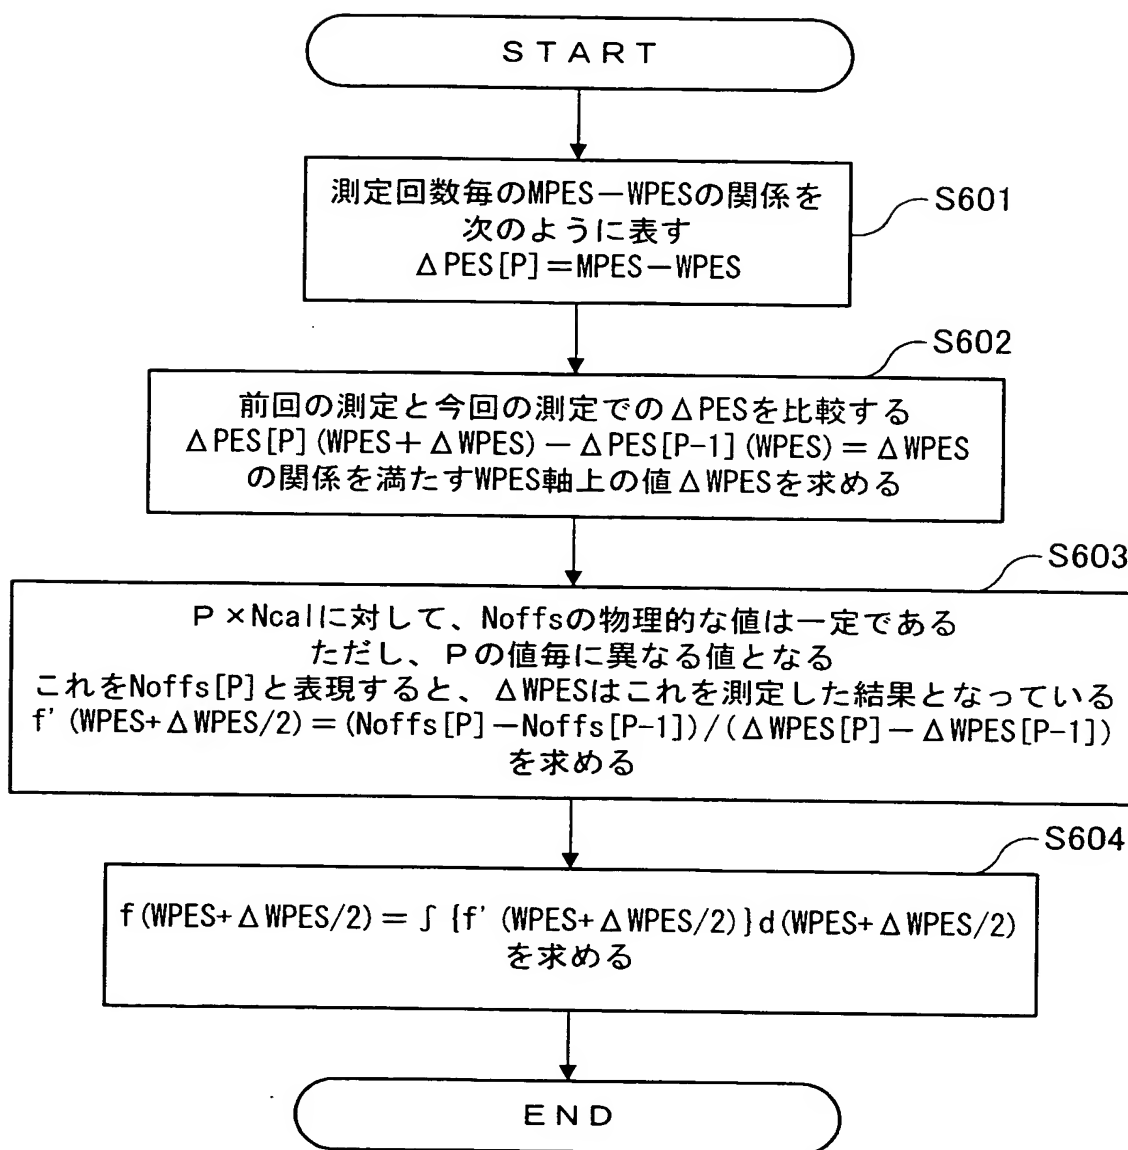 START
測定回数毎のMPES−WPESの関係を
次のように表す
ΔPES[P]=MPES−WPES
S601
S602
前回の測定と今回の測定でのΔPESを比較する
ΔPES[P](WPES+ΔWPES)−ΔPES[P-1](WPES)=ΔWPES
の関係を満たすWPES軸上の値ΔWPESを求める
S603
P×Ncalに対して、Noffsの物理的な値は一定である
ただし、Pの値毎に異なる値となる
これをNoffs[P]と表現すると、ΔWPESはこれを測定した結果となっている
f'(WPES+ΔWPES/2)=(Noffs[P]−Noffs[P-1])/(ΔWPES[P]−ΔWPES[P-1])
を求める
S604
f(WPES+ΔWPES/2)=∫{f'(WPES+ΔWPES/2)}d(WPES+ΔWPES/2)
を求める
END